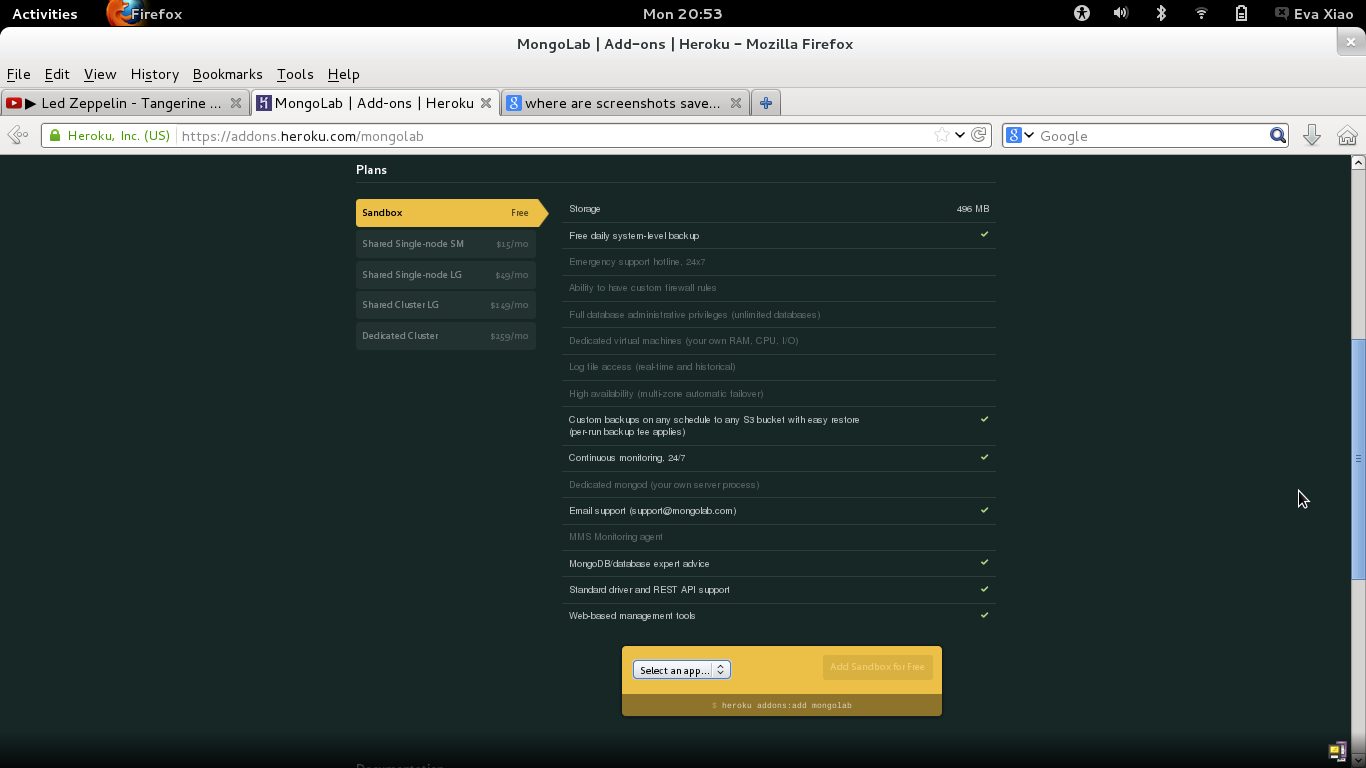 Activities Firefox Mon 20:53 Eva Xiao
MongoLab | Add-ons | Heroku - Mozilla Firefox
File Edit View History Bookmarks Tools Help
▶ Led Zeppelin - Tangerine ... MongoLab | Add-ons | Heroku where are screenshots save...
Heroku, Inc. (US) https://addons.heroku.com/mongolab Google
Plans
Sandbox Free
Shared Single-node SM $15/mo
Shared Single-node LG $49/mo
Shared Cluster LG $149/mo
Dedicated Cluster $259/mo
Storage 496 MB
Free daily system-level backup
Emergency support hotline, 24x7
Ability to have custom firewall rules
Full database administrative privileges (unlimited databases)
Dedicated virtual machines (your own RAM, CPU, I/O)
Log file access (real-time and historical)
High availability (multi-zone automatic failover)
Custom backups on any schedule to any S3 bucket with easy restore
(per-run backup fee applies)
Continuous monitoring, 24/7
Dedicated mongod (your own server process)
Email support (support@mongolab.com)
MMS Monitoring agent
MongoDB/database expert advice
Standard driver and REST API support
Web-based management tools
Select an app... Add Sandbox for Free
$ heroku addons:add mongolab
Documentation